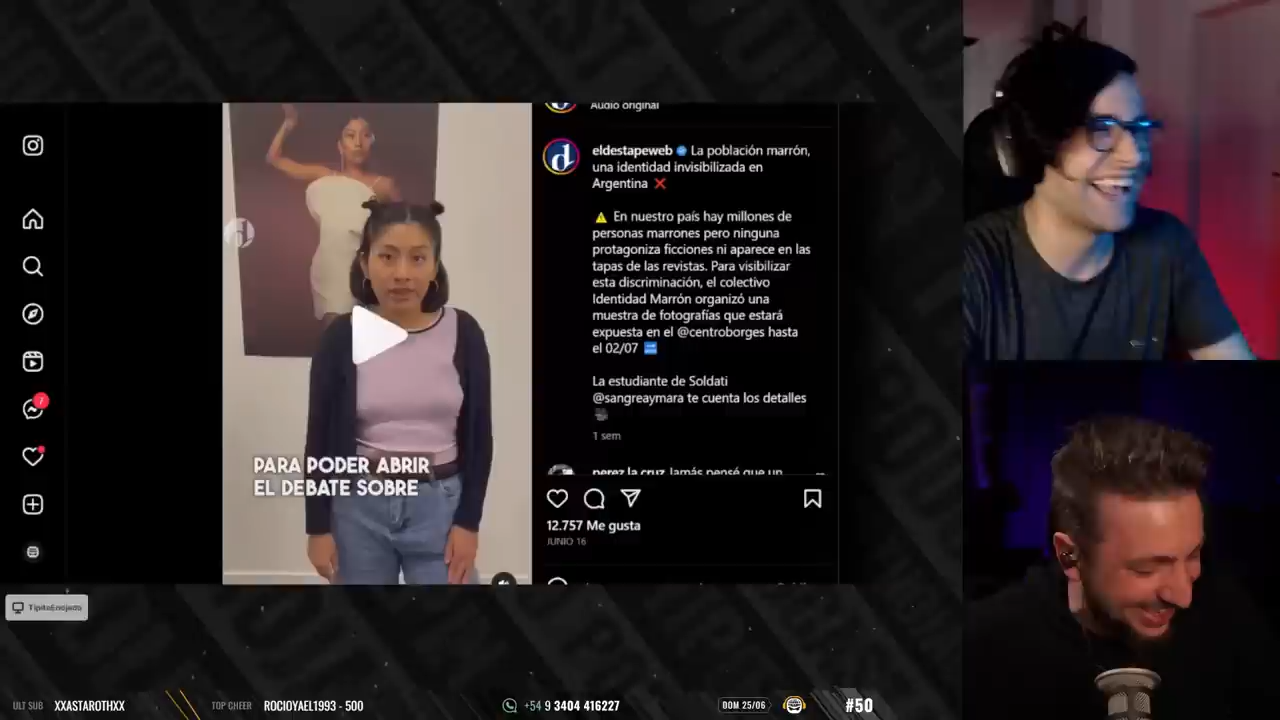 Audio original
eldestapeweb La población marrón,
una identidad invisibilizada en
Argentina ❌
⚠️ En nuestro país hay millones de
personas marrones pero ninguna
protagoniza ficciones ni aparece en las
tapas de las revistas. Para visibilizar
esta discriminación, el colectivo
Identidad Marrón organizó una
muestra de fotografías que estará
expuesta en el @centroborges hasta
el 02/07
La estudiante de Soldati
@sangreaymara te cuenta los detalles
1 sem
perez.la.cruz Jamás pensé que un
12.757 Me gusta
JUNIO 16
7
d
PARA PODER ABRIR
EL DEBATE SOBRE
TipitoEnojado
ULT SUB XXASTAROTHXX TOP CHEER ROCIOYAEL1993 - 500 +54 9 3404 416227 DOM 25/06 #50